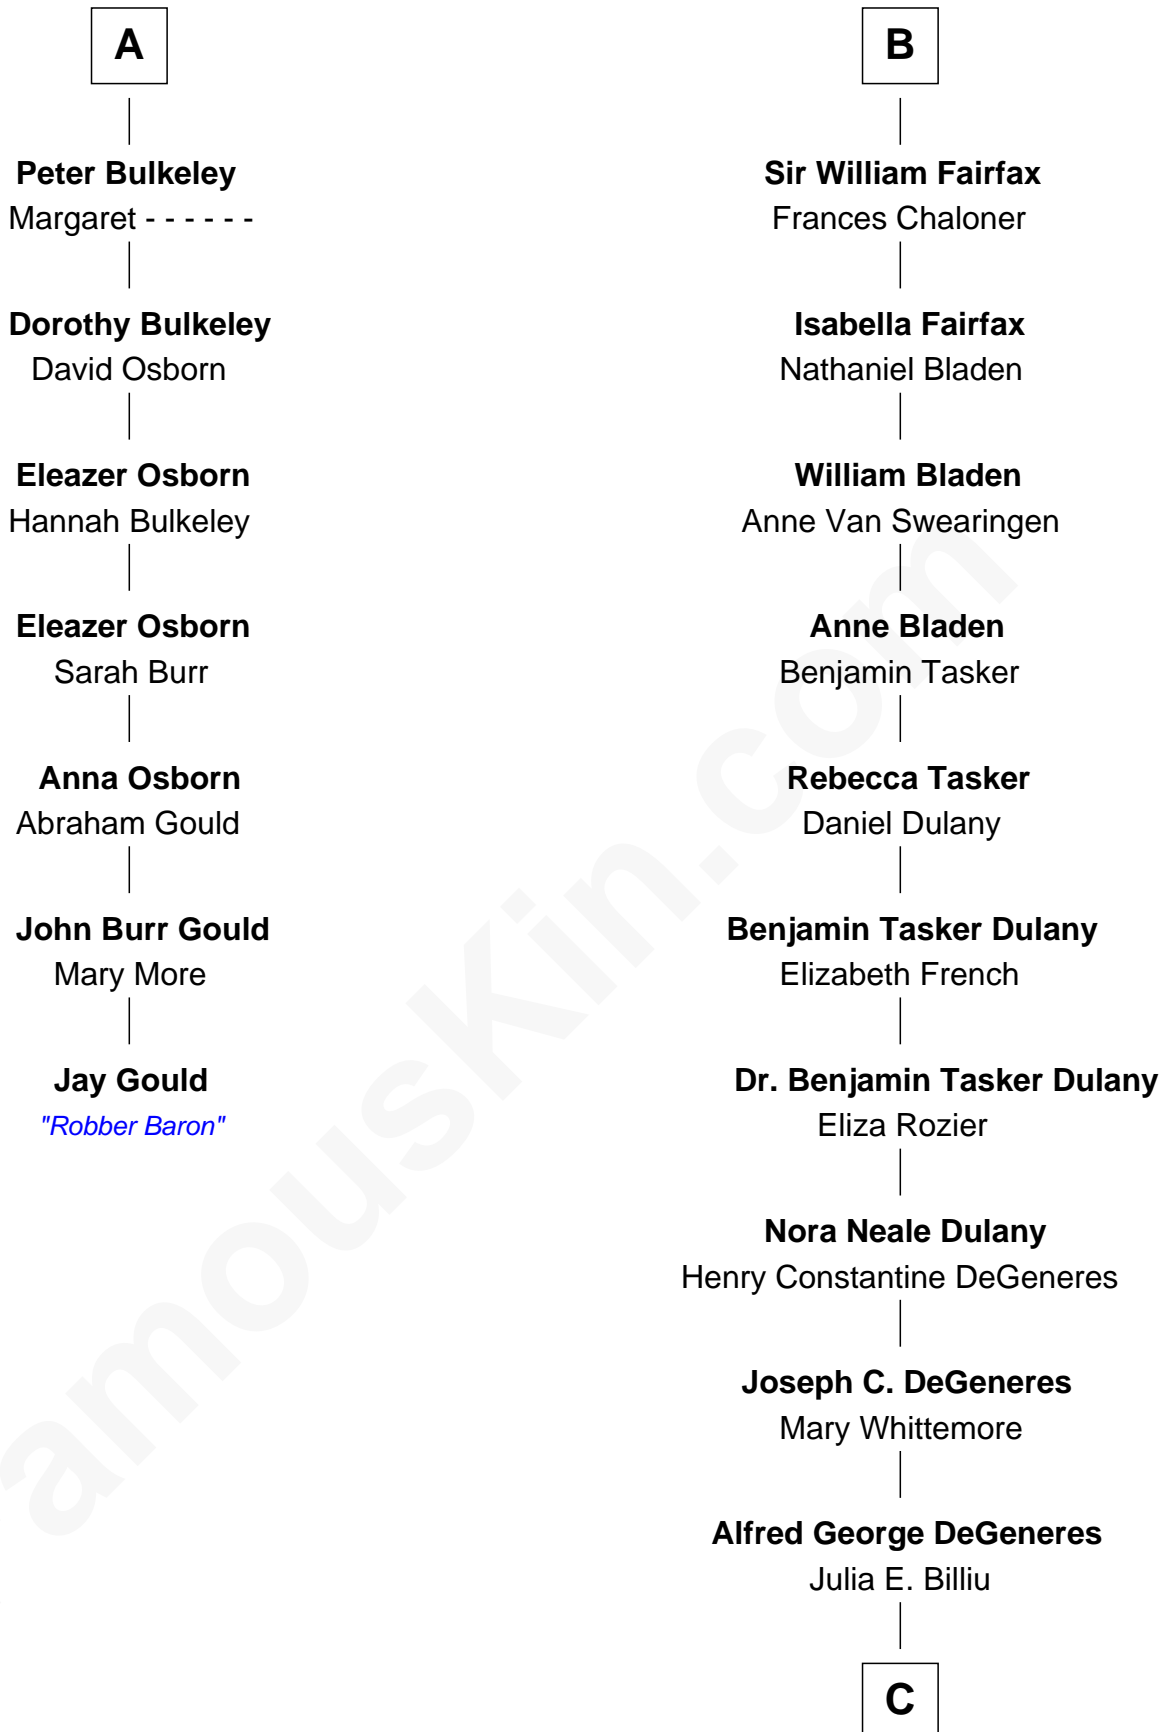 A
Peter Bulkeley
Margaret - - - - - -
Dorothy Bulkeley
David Osborn
Eleazer Osborn
Hannah Bulkeley
Eleazer Osborn
Sarah Burr
Anna Osborn
Abraham Gould
John Burr Gould
Mary More
Jay Gould
"Robber Baron"
B
Sir William Fairfax
Frances Chaloner
Isabella Fairfax
Nathaniel Bladen
William Bladen
Anne Van Swearingen
Anne Bladen
Benjamin Tasker
Rebecca Tasker
Daniel Dulany
Benjamin Tasker Dulany
Elizabeth French
Dr. Benjamin Tasker Dulany
Eliza Rozier
Nora Neale Dulany
Henry Constantine DeGeneres
Joseph C. DeGeneres
Mary Whittemore
Alfred George DeGeneres
Julia E. Billiu
C
amousKin.com